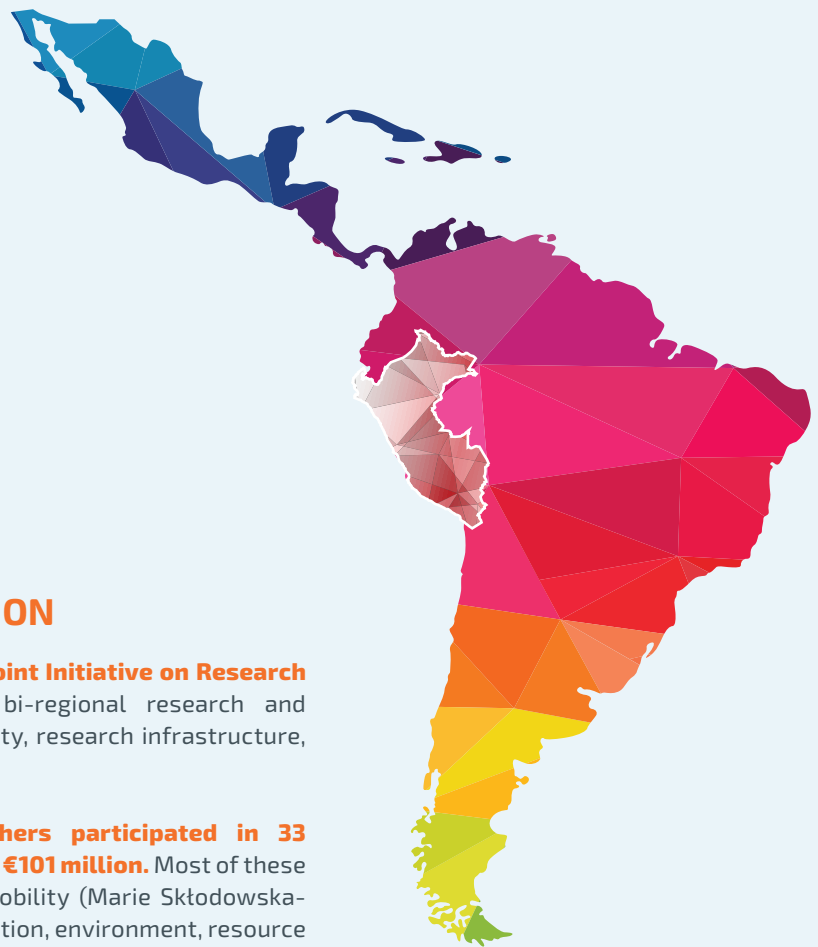 ON
oint Initiative on Research
bi-regional research and
ty, research infrastructure,
hers participated in 33
€101 million. Most of these
obility (Marie Skłodowska-
tion, environment, resource